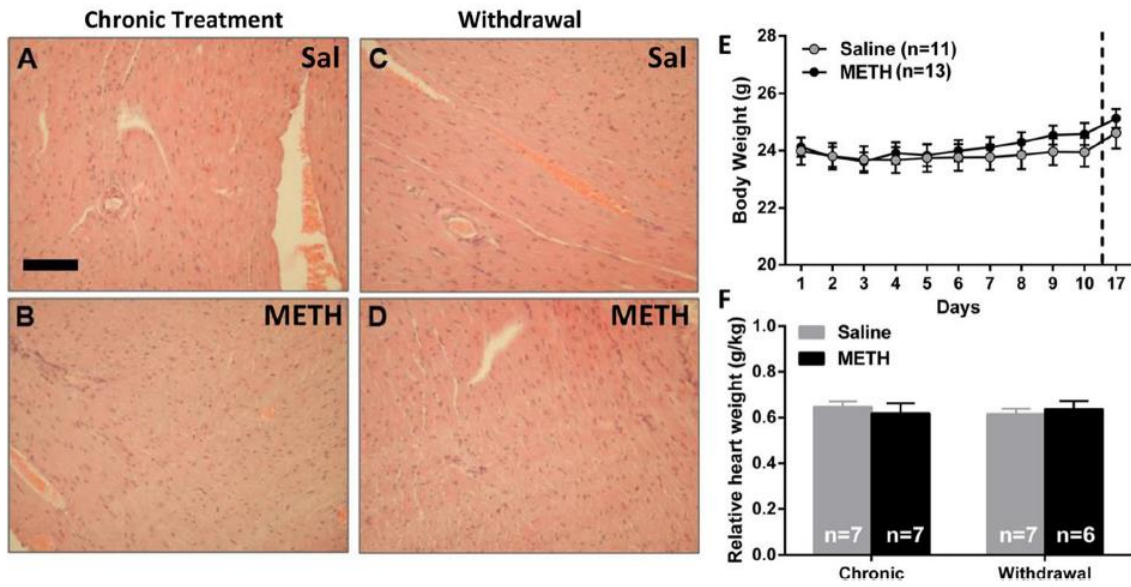 Chronic Treatment
Withdrawal
A
Sal
C
Sal
B
METH
D
METH
E
Saline (n=11)
METH (n=13)
28
26
24
22
20
Body Weight (g)
1 2 3 4 5 6 7 8 9 10 17
Days
F
Saline
METH
1.0
0.8
0.6
0.4
0.2
0.0
Relative heart weight (g/kg)
n=7 n=7 n=7 n=6
Chronic Withdrawal